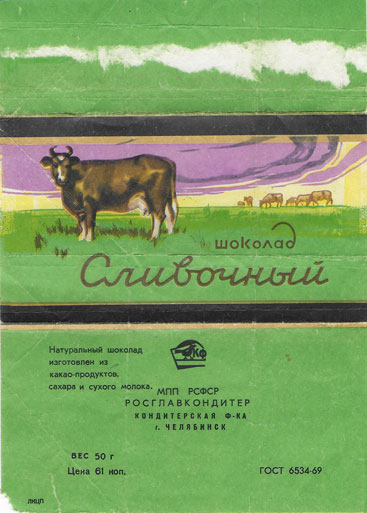 шоколад
Сливочный
КФ
Натуральный шоколад
изготовлен из
какао-продуктов,
сахара и сухого молока.
МПП РСФСР
РОСГЛАВКОНДИТЕР
КОНДИТЕРСКАЯ Ф-КА
г. ЧЕЛЯБИНСК
ВЕС 50 г
Цена 61 коп.
ГОСТ 6534-69
ЛКЦП